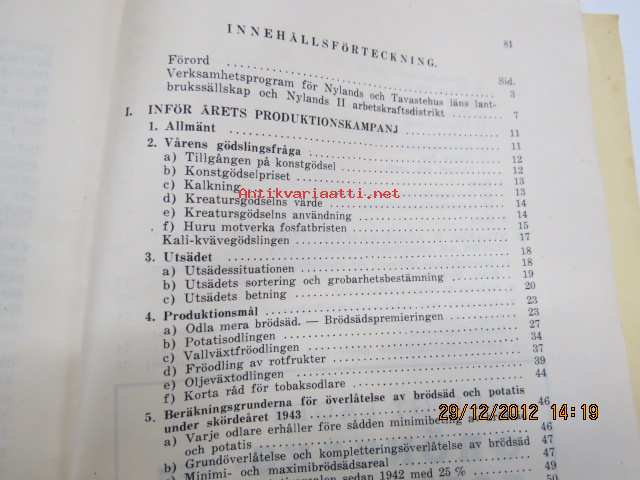 INNEHÅLLSFÖRTECKNING. 81
Sid.
Förord 3
Verksamhetsprogram för Nylands och Tavastehus läns lant-
brukssällskap och Nylands II arbetskraftsdistrikt 7
I. INFÖR ÅRETS PRODUKTIONSKAMPANJ 11
1. Allmänt 11
2. Vårens gödslingsfråga 12
a) Tillgången på konstgödsel 12
b) Konstgödselpriset 13
c) Kalkning 13
d) Kreatursgödselns värde 14
e) Kreatursgödselns användning 14
f) Huru motverka fosfatbristen 15
Kali-kvävegödslingen 17
3. Utsädet 18
a) Utsädessituationen 18
b) Utsädets sortering och grobarhetsbestämning 19
c) Utsädets betning 20
4. Produktionsmål 23
a) Odla mera brödsäd. — Brödsädspremieringen 23
b) Potatisodlingen 27
c) Vallväxtfröodlingen 34
d) Fröodling av rotfrukter 37
e) Oljeväxtodlingen 39
f) Korta råd för tobaksodlare 44
5. Beräkningsgrunderna för överlåtelse av brödsäd och potatis
under skördeåret 1943 46
a) Varje odlare erhåller före sådden minimibeting
och potatis 46
b) Grundöverlåtelse och kompletteringsöverlåtelse av brödsäd 47
c) Minimi- och maximibrödsädsareal 47
sedan 1942 med 25 % 49
50
Antikvariaatti.net
29/12/2012 14:19